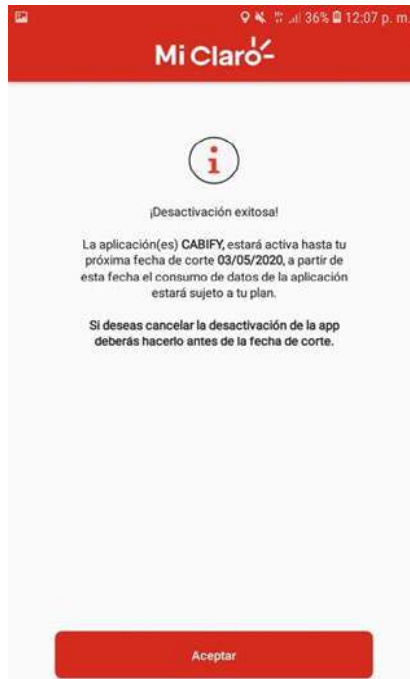 36% 12:07 p. m.
Mi Claro
i
¡Desactivación exitosa!
La aplicación(es) CABIFY, estará activa hasta tu
próxima fecha de corte 03/05/2020, a partir de
esta fecha el consumo de datos de la aplicación
estará sujeto a tu plan.
Si deseas cancelar la desactivación de la app
deberás hacerlo antes de la fecha de corte.
Aceptar